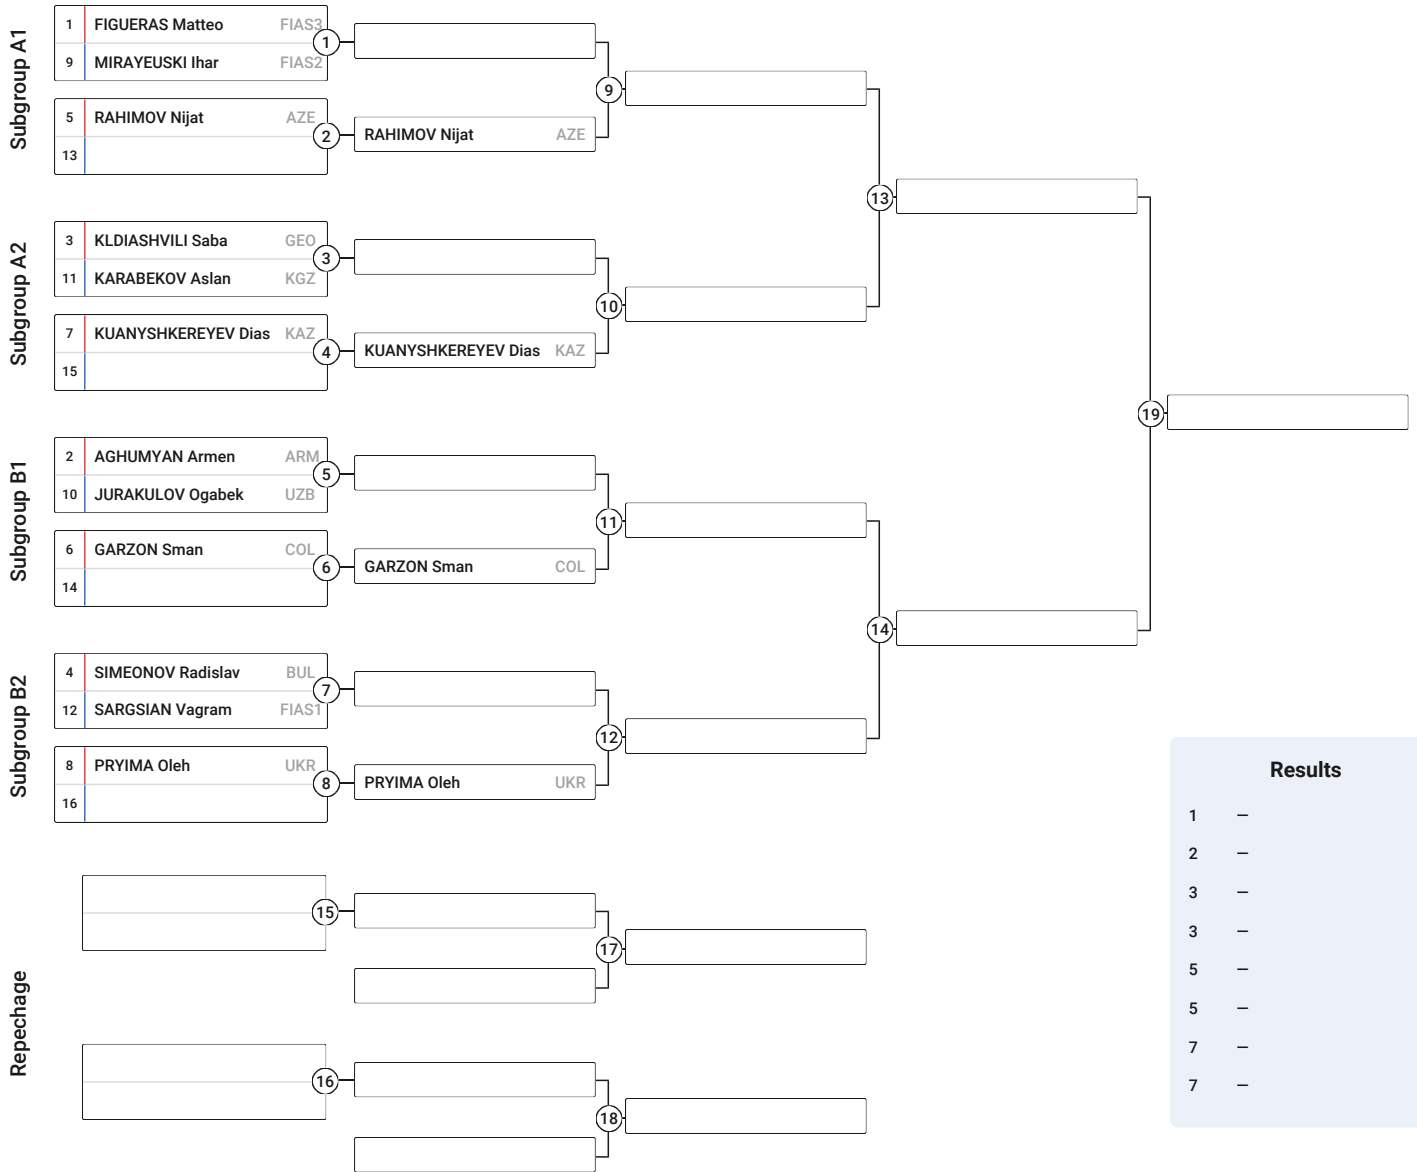 Subgroup A1
1 FIGUERAS Matteo FIAS3
9 MIRAYEUSKI Ihar FIAS2
1
5 RAHIMOV Nijat AZE
13
2
RAHIMOV Nijat AZE
9
Subgroup A2
3 KLDIASHVILI Saba GEO
11 KARABEKOV Aslan KGZ
3
7 KUANYSHKEREYEV Dias KAZ
15
4
KUANYSHKEREYEV Dias KAZ
10
13
Subgroup B1
2 AGHUMYAN Armen ARM
10 JURAKULOV Ogabek UZB
5
6 GARZON Sman COL
14
6
GARZON Sman COL
11
Subgroup B2
4 SIMEONOV Radislav BUL
12 SARGSIAN Vagram FIAS1
7
8 PRYIMA Oleh UKR
16
8
PRYIMA Oleh UKR
12
14
19
Repechage
15
17
16
18
Results
1 –
2 –
3 –
3 –
5 –
5 –
7 –
7 –